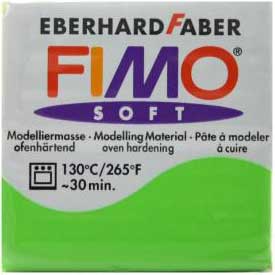 EBERHARDFABER
FIMO®
SOFT
Modelliermasse • Modelling Material • Pâte à modeler
ofenhärtend oven hardening à cuire
130°C/265°F
~30 min.